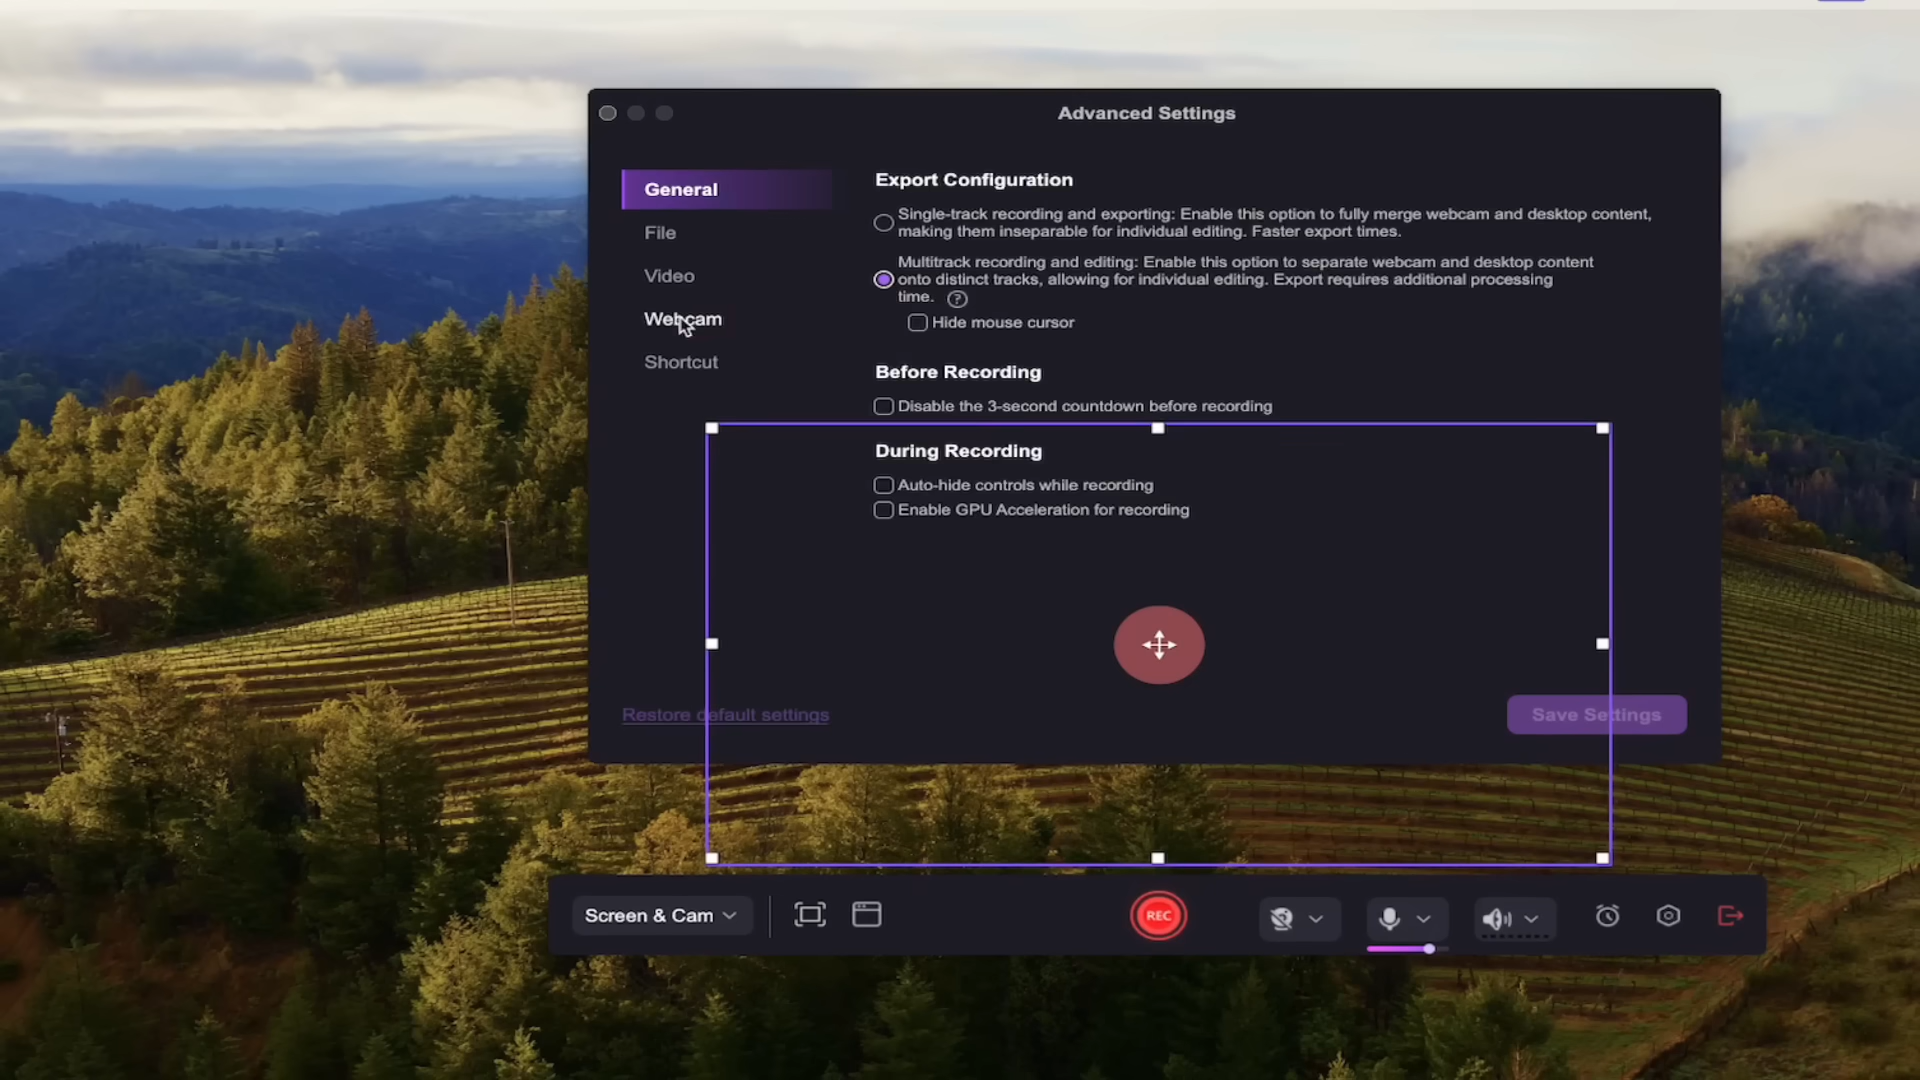 Advanced Settings
General
File
Video
Webcam
Shortcut
Export Configuration
Single-track recording and exporting: Enable this option to fully merge webcam and desktop content,
making them inseparable for individual editing. Faster export times.
Multitrack recording and editing: Enable this option to separate webcam and desktop content
onto distinct tracks, allowing for individual editing. Export requires additional processing
time. ?
Hide mouse cursor
Before Recording
Disable the 3-second countdown before recording
During Recording
Auto-hide controls while recording
Enable GPU Acceleration for recording
Restore default settings
Save Settings
Screen & Cam
REC